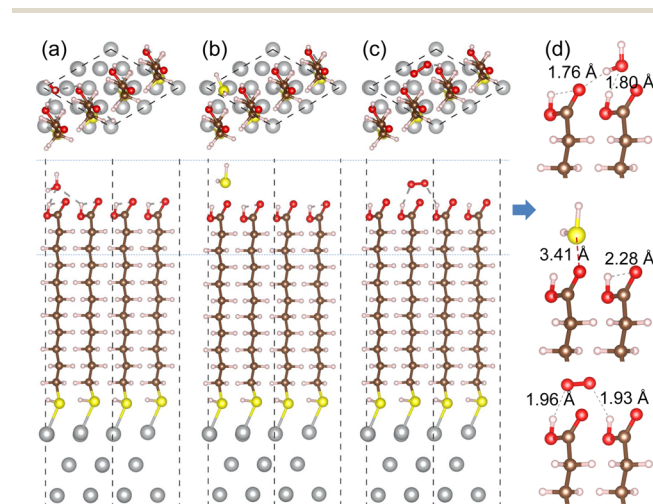 (a) (b) (c) (d)
1.76 Å
1.80 Å
3.41 Å 2.28 Å
1.96 Å 1.93 Å